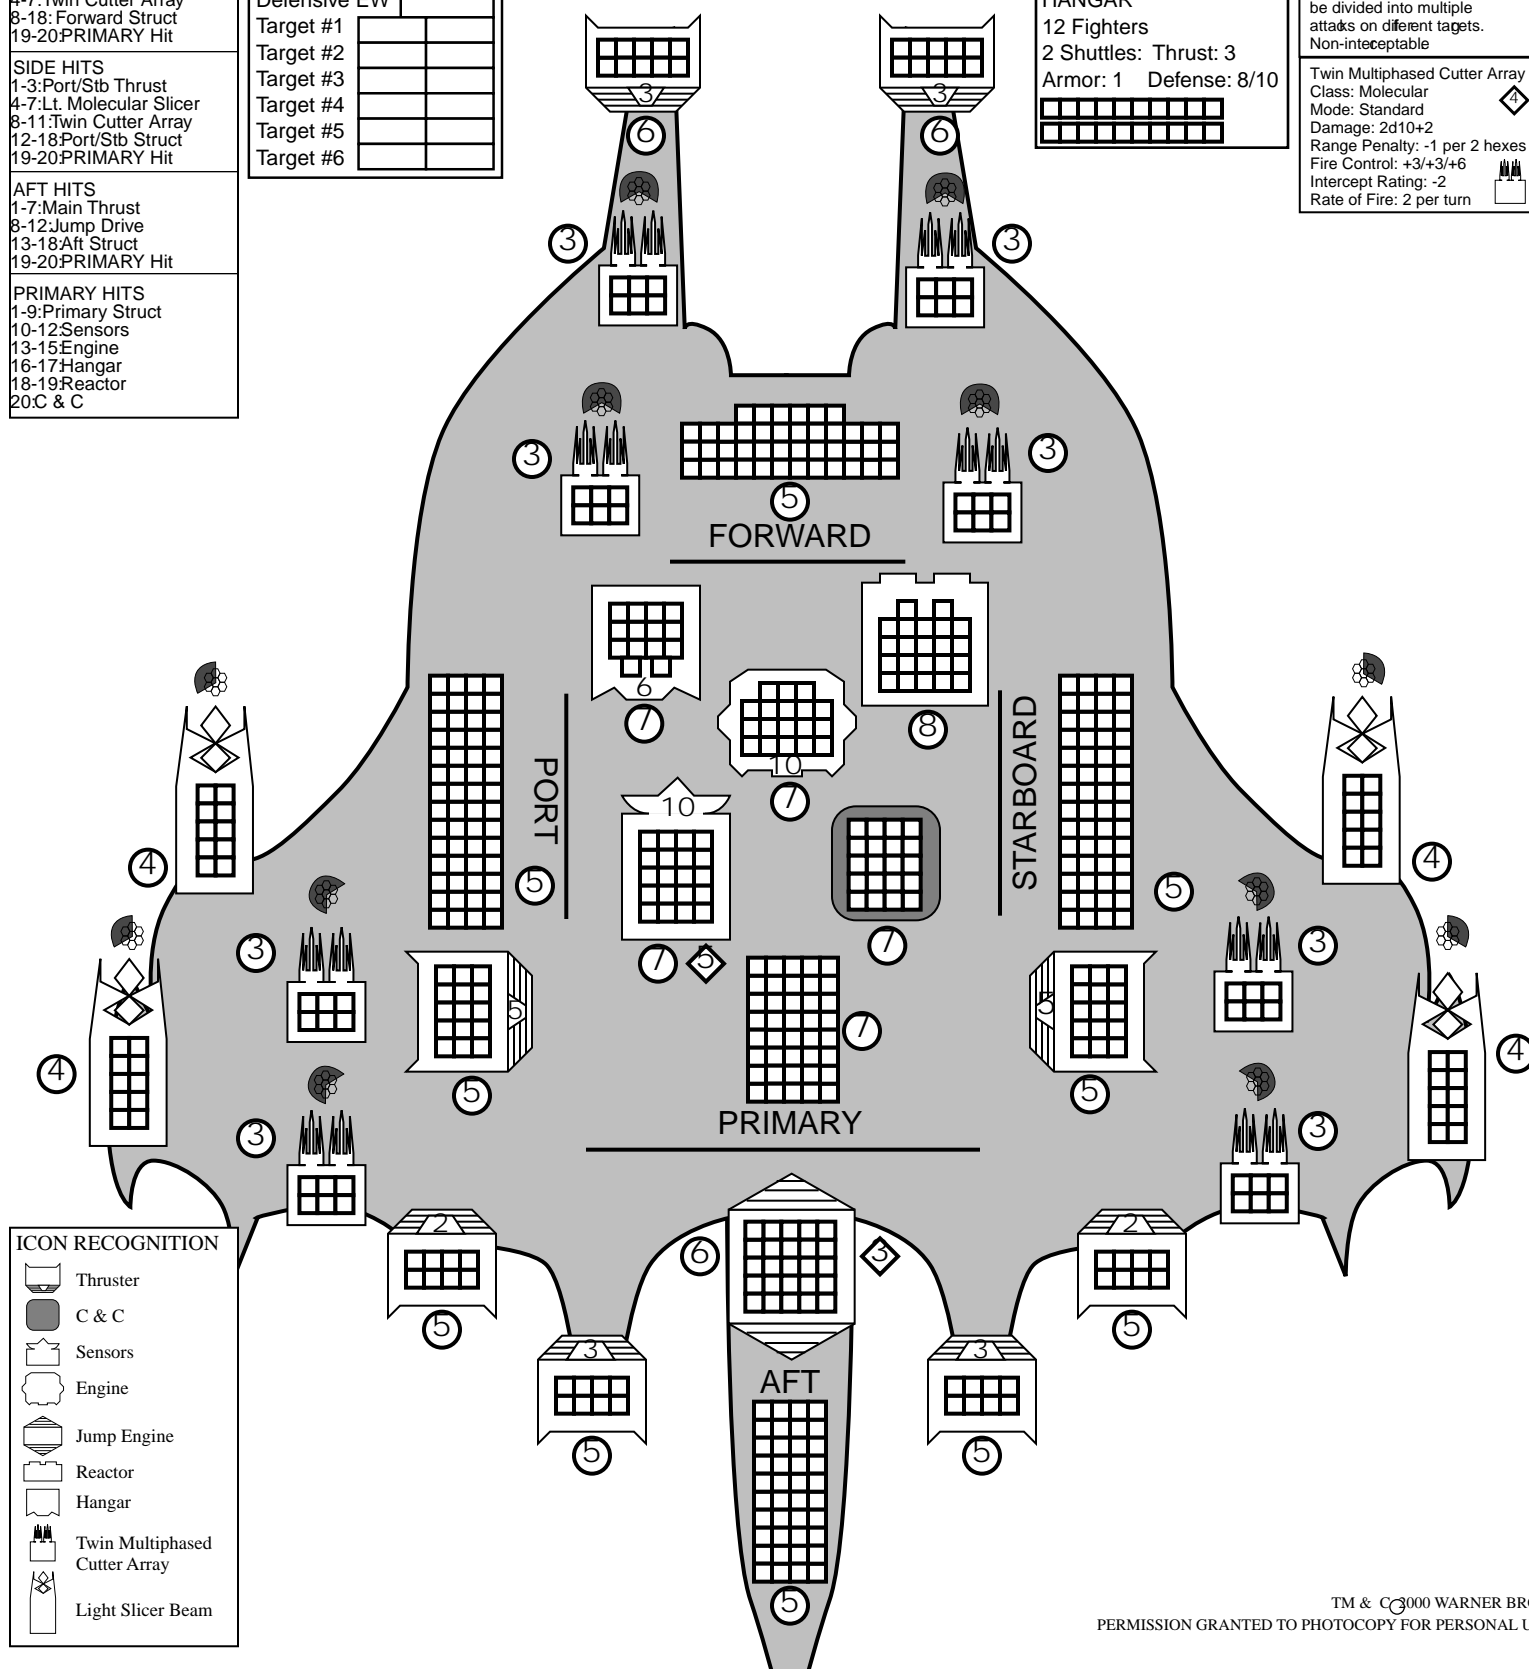 4-7:Twin Cutter Array
8-18: Forward Struct
19-20:PRIMARY Hit
SIDE HITS
1-3:Port/Stb Thrust
4-7:Lt. Molecular Slicer
8-11:Twin Cutter Array
12-18:Port/Stb Struct
19-20:PRIMARY Hit
AFT HITS
1-7:Main Thrust
8-12:Jump Drive
13-18:Aft Struct
19-20:PRIMARY Hit
PRIMARY HITS
1-9:Primary Struct
10-12:Sensors
13-15:Engine
16-17:Hangar
18-19:Reactor
20:C & C
Defensive EW
Target #1
Target #2
Target #3
Target #4
Target #5
Target #6
HANGAR
12 Fighters
2 Shuttles: Thrust: 3
Armor: 1 Defense: 8/10
be divided into multiple
attacks on different targets.
Non-interceptable
Twin Multiphased Cutter Array
Class: Molecular
4
Mode: Standard
Damage: 2d10+2
Range Penalty: -1 per 2 hexes
Fire Control: +3/+3/+6
Intercept Rating: -2
Rate of Fire: 2 per turn
3
3
6
6
3
3
3
3
5
FORWARD
6
7
8
10
7
PORT
STARBOARD
10
7
5
7
5
5
4
4
3
3
5
5
7
4
4
5
5
3
3
PRIMARY
2
2
6
3
5
5
3
3
AFT
5
5
5
ICON RECOGNITION
Thruster
C & C
Sensors
Engine
Jump Engine
Reactor
Hangar
Twin Multiphased
Cutter Array
Light Slicer Beam
TM & C 2000 WARNER BRO
PERMISSION GRANTED TO PHOTOCOPY FOR PERSONAL U